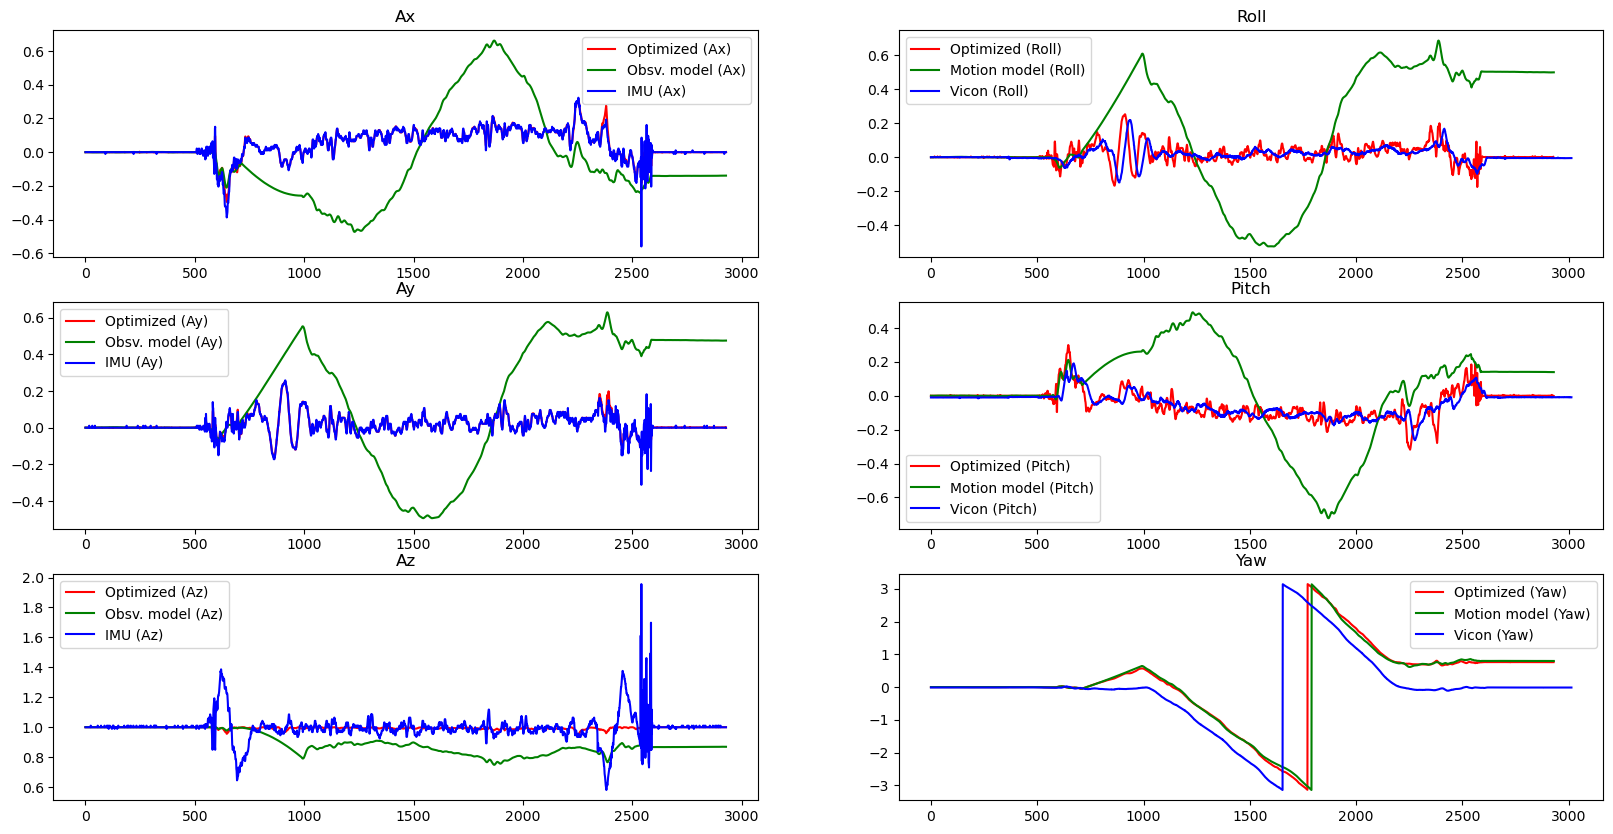 Ax
Optimized (Ax)
Obsv. model (Ax)
IMU (Ax)
0.6
0.4
0.2
0.0
−0.2
−0.4
−0.6
0 500 1000 1500 2000 2500 3000
Roll
Optimized (Roll)
Motion model (Roll)
Vicon (Roll)
0.6
0.4
0.2
0.0
−0.2
−0.4
0 500 1000 1500 2000 2500 3000
Ay
Optimized (Ay)
Obsv. model (Ay)
IMU (Ay)
0.6
0.4
0.2
0.0
−0.2
−0.4
0 500 1000 1500 2000 2500 3000
Pitch
Optimized (Pitch)
Motion model (Pitch)
Vicon (Pitch)
0.4
0.2
0.0
−0.2
−0.4
−0.6
0 500 1000 1500 2000 2500 3000
Az
Optimized (Az)
Obsv. model (Az)
IMU (Az)
2.0
1.8
1.6
1.4
1.2
1.0
0.8
0.6
0 500 1000 1500 2000 2500 3000
Yaw
Optimized (Yaw)
Motion model (Yaw)
Vicon (Yaw)
3
2
1
0
−1
−2
−3
0 500 1000 1500 2000 2500 3000